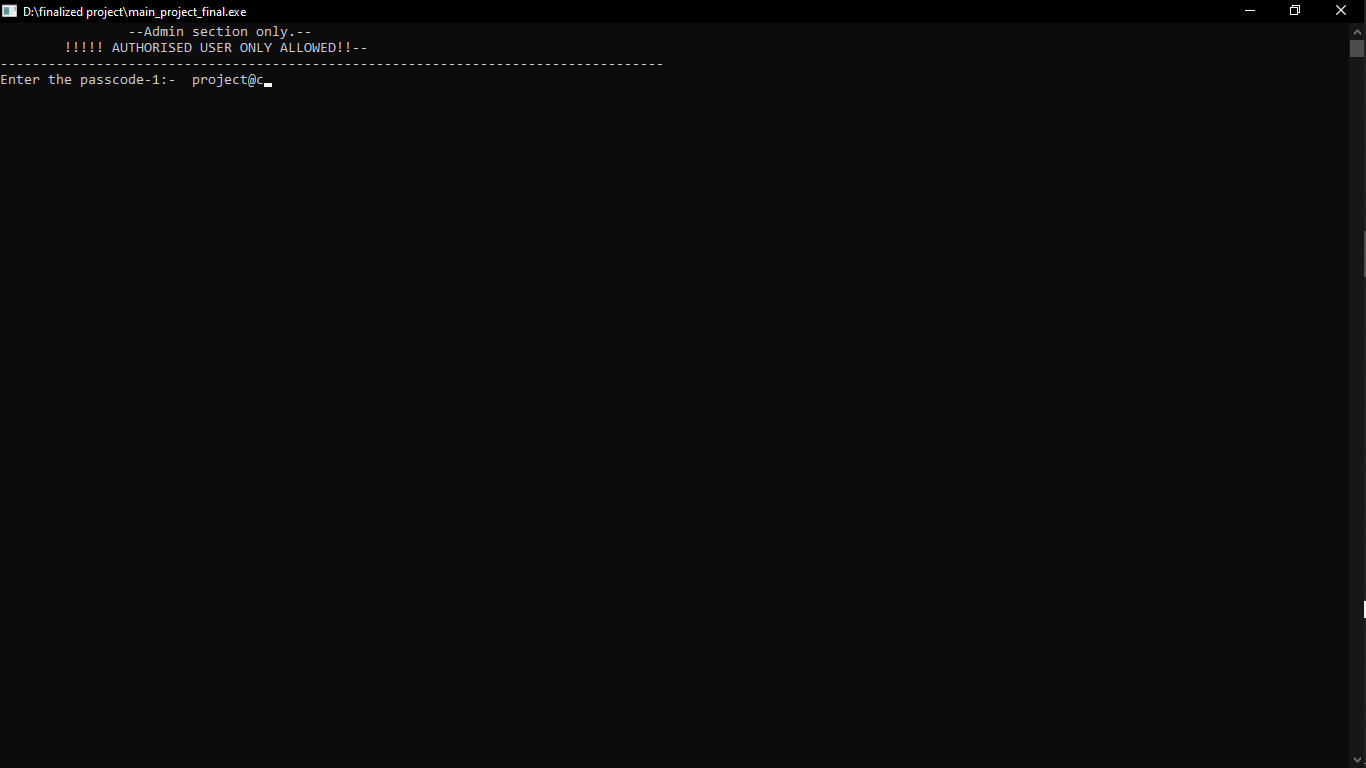 D:\finalized project\main_project_final.exe
--Admin section only.--
!!!!! AUTHORISED USER ONLY ALLOWED!!--
-----------------------------------------------------------------------------------
Enter the passcode-1:-  project@c